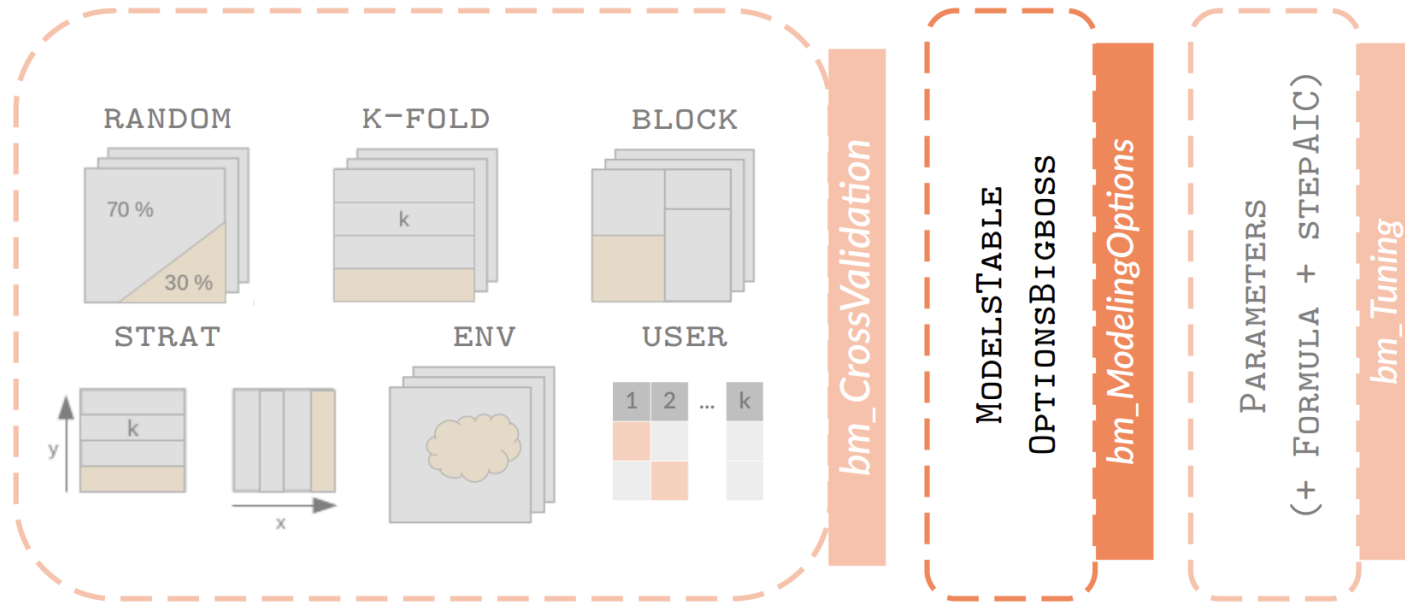 RANDOM
K-FOLD
BLOCK
70 %
30 %
k
STRAT
ENV
USER
k
y
x
1 2 ... k
bm_CrossValidation
MODELSTABLE
OPTIONSBIGBOSS
bm_ModelingOptions
PARAMETERS
(+ FORMULA + STEPAIC)
bm_Tuning